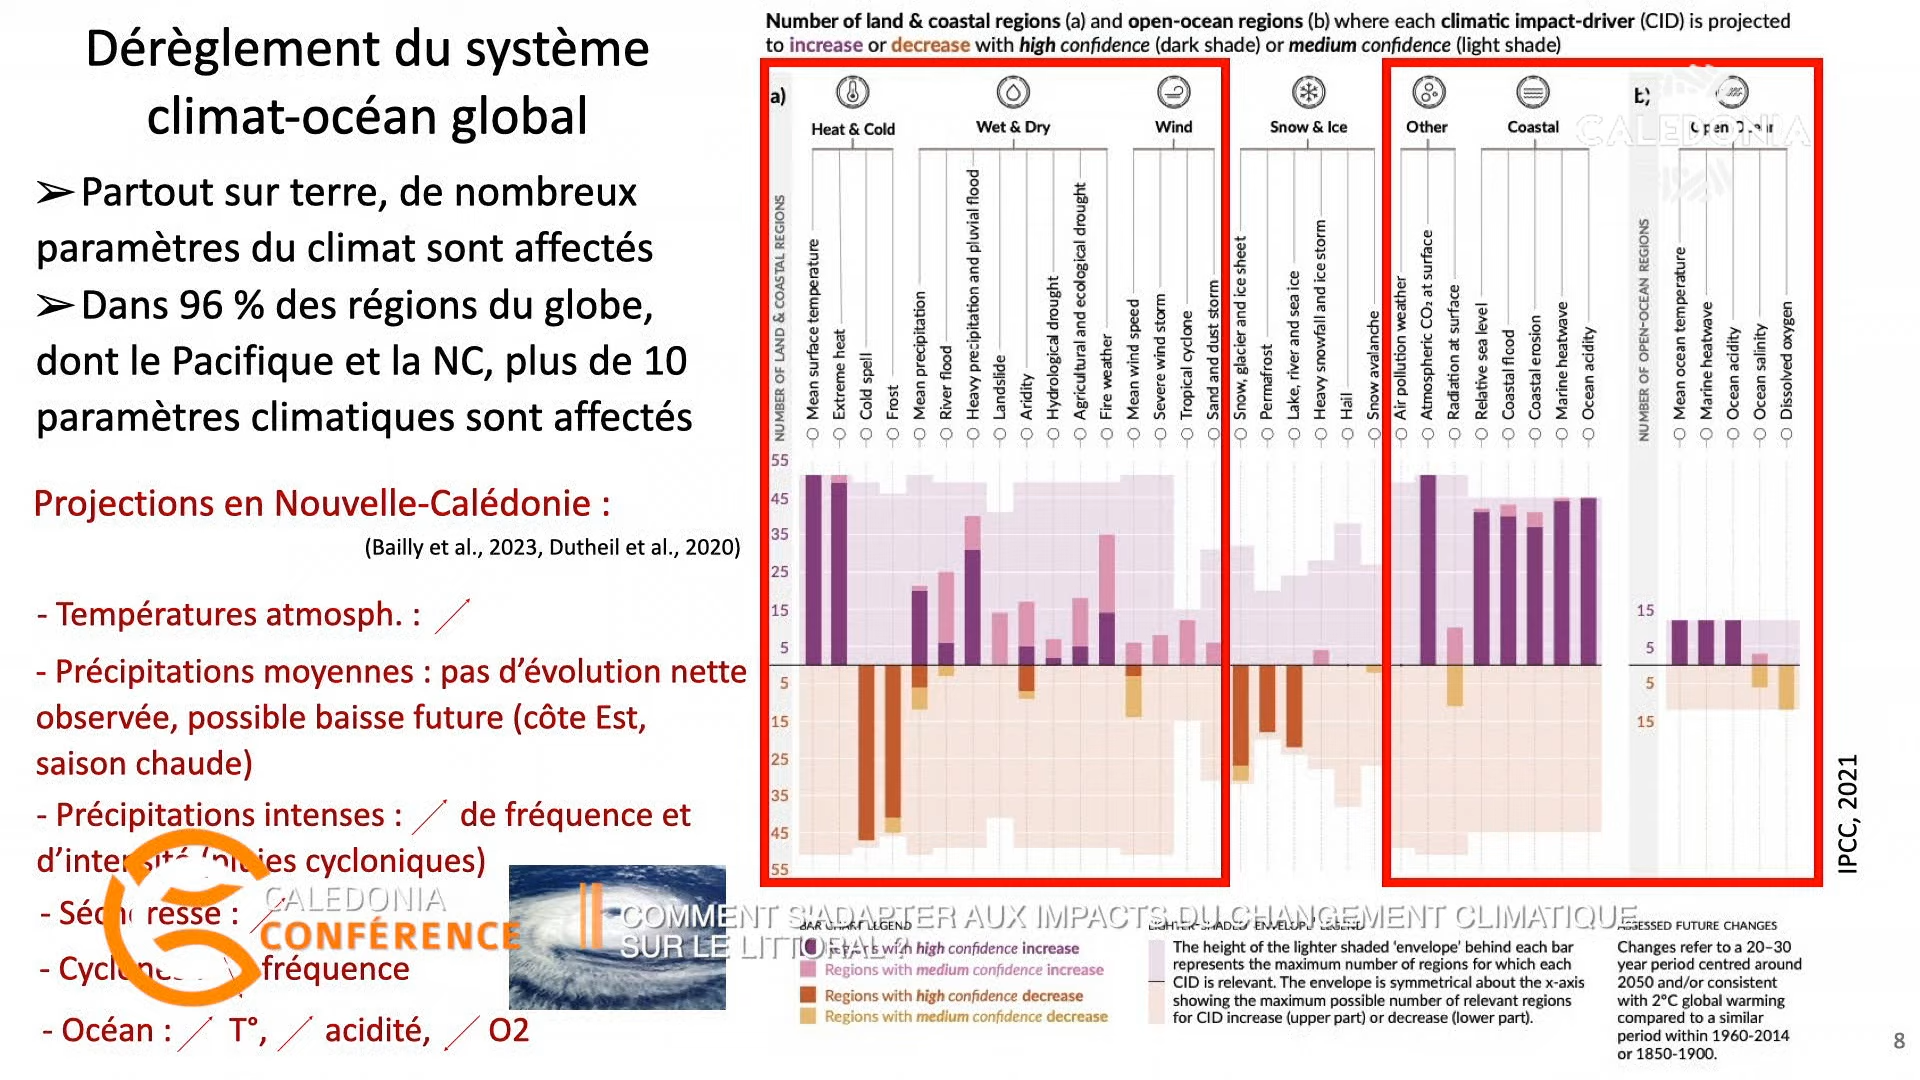 Dérèglement du système
climat-océan global
➢Partout sur terre, de nombreux
paramètres du climat sont affectés
➢Dans 96 % des régions du globe,
dont le Pacifique et la NC, plus de 10
paramètres climatiques sont affectés
Projections en Nouvelle-Calédonie :
(Bailly et al., 2023, Dutheil et al., 2020)
- Températures atmosph. :
- Précipitations moyennes : pas d'évolution nette
observée, possible baisse future (côte Est,
saison chaude)
- Précipitations intenses : de fréquence et
d'intensité (pluies cycloniques)
- Sécheresse :
- Cyclones : fréquence
- Océan : T°, acidité, O2
CALEDONIA
CONFÉRENCE
COMMENT S'ADAPTER AUX IMPACTS DU CHANGEMENT CLIMATIQUE
SUR LE LITTORAL ?
Number of land & coastal regions (a) and open-ocean regions (b) where each climatic impact-driver (CID) is projected
to increase or decrease with high confidence (dark shade) or medium confidence (light shade)
a)
Heat & Cold
Wet & Dry
Wind
Snow & Ice
Other
Coastal
b)
Open Ocean
CALEDONIA
NUMBER OF LAND & COASTAL REGIONS
Mean surface temperature
Extreme heat
Cold spell
Frost
Mean precipitation
River flood
Heavy precipitation and pluvial flood
Landslide
Aridity
Hydrological drought
Agricultural and ecological drought
Fire weather
Mean wind speed
Severe wind storm
Tropical cyclone
Sand and dust storm
Snow, glacier and ice sheet
Permafrost
Lake, river and sea ice
Heavy snowfall and ice storm
Hail
Snow avalanche
Air pollution weather
Atmospheric CO₂ at surface
Radiation at surface
Relative sea level
Coastal flood
Coastal erosion
Marine heatwave
Ocean acidity
NUMBER OF OPEN-OCEAN REGIONS
Mean ocean temperature
Marine heatwave
Ocean acidity
Ocean salinity
Dissolved oxygen
55
45
35
25
15
5
5
15
25
35
45
55
15
5
5
15
IPCC, 2021
BAR CHART LEGEND
Regions with high confidence increase
Regions with medium confidence increase
Regions with high confidence decrease
Regions with medium confidence decrease
LIGHTER-SHADED 'ENVELOPE' LEGEND
The height of the lighter shaded 'envelope' behind each bar
represents the maximum number of regions for which each
CID is relevant. The envelope is symmetrical about the x-axis
showing the maximum possible number of relevant regions
for CID increase (upper part) or decrease (lower part).
ASSESSED FUTURE CHANGES
Changes refer to a 20–30
year period centred around
2050 and/or consistent
with 2°C global warming
compared to a similar
period within 1960-2014
or 1850-1900.
8